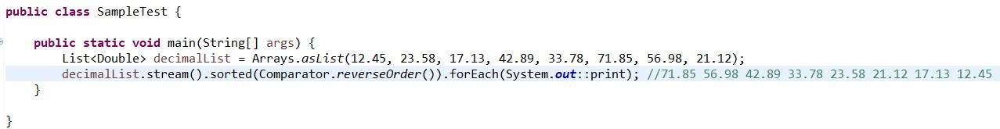 public class SampleTest {
public static void main(String[] args) {
List<Double> decimalList = Arrays.asList(12.45, 23.58, 17.13, 42.89, 33.78, 71.85, 56.98, 21.12);
decimalList.stream().sorted(Comparator.reverseOrder()).forEach(System.out::print); //71.85 56.98 42.89 33.78 23.58 21.12 17.13 12.45
}
}